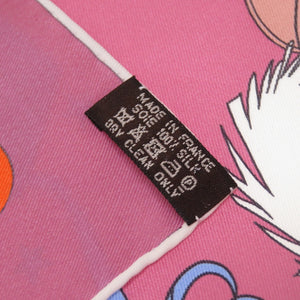 MADE IN FRANCE
SOIE 100% SILK
P
DRY CLEAN ONLY